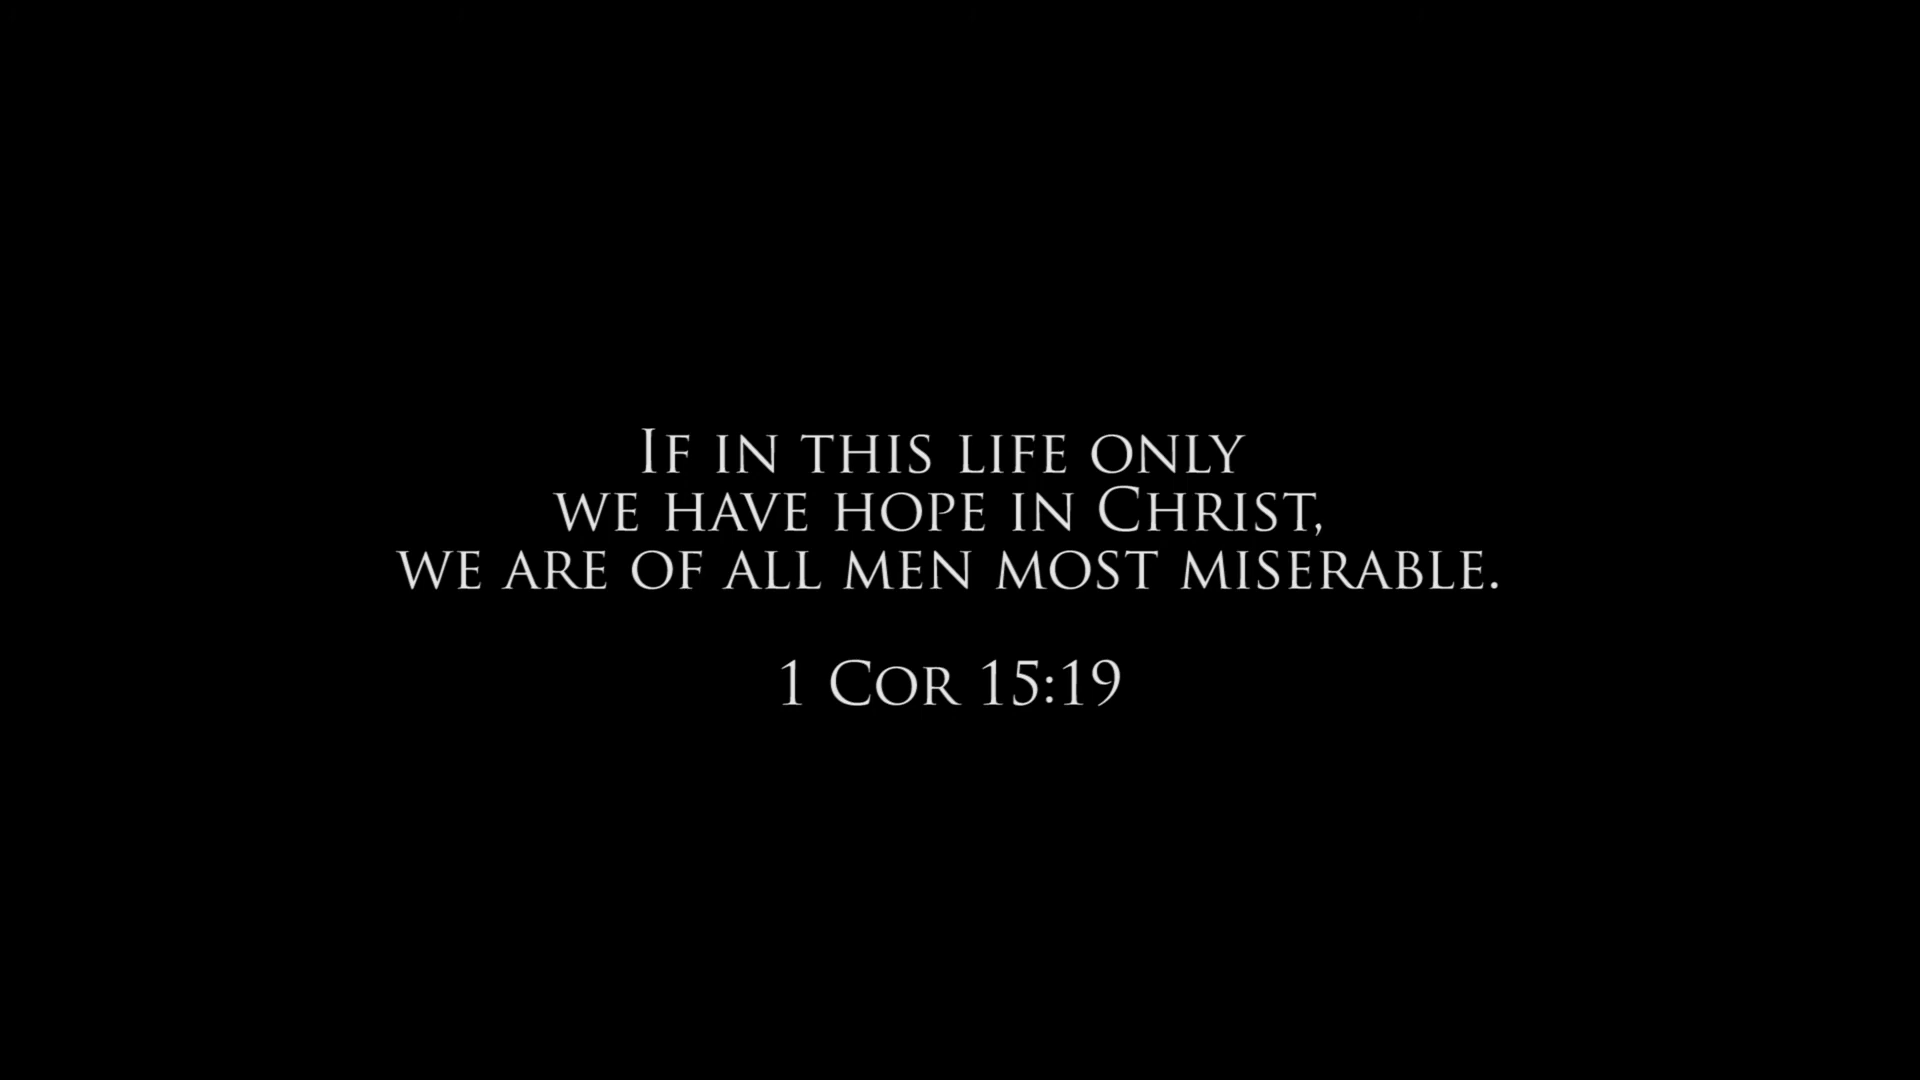 If in this life only
we have hope in Christ,
we are of all men most miserable.
1 Cor 15:19